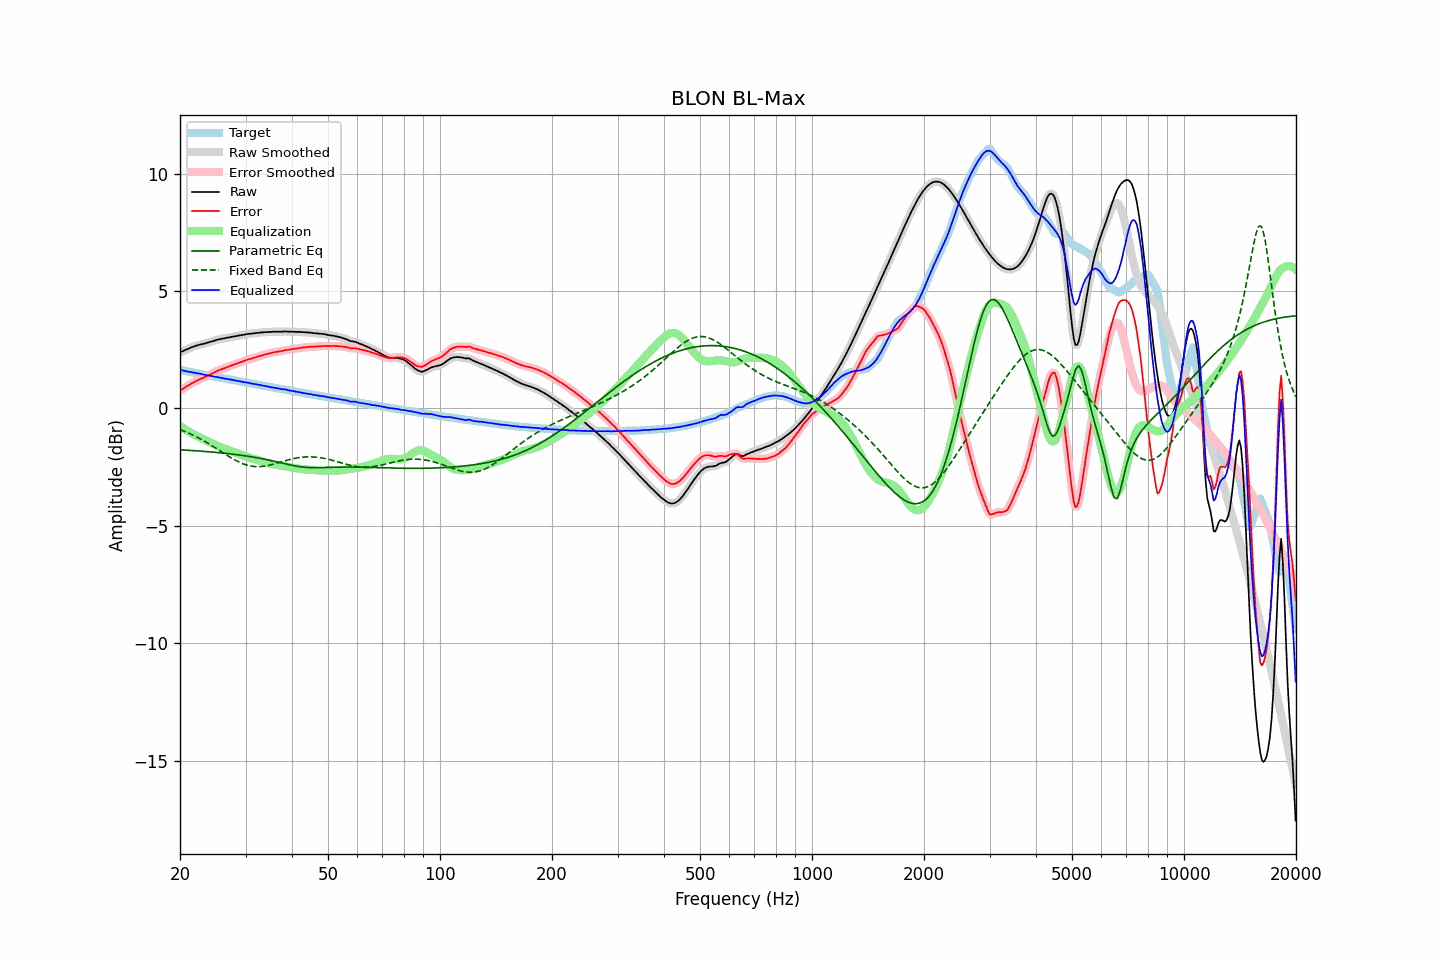 BLON BL-Max
Target
Raw Smoothed
Error Smoothed
Raw
Error
Equalization
Parametric Eq
Fixed Band Eq
Equalized
10
5
0
−5
−10
−15
Amplitude (dBr)
20 50 100 200 500 1000 2000 5000 10000 20000
Frequency (Hz)